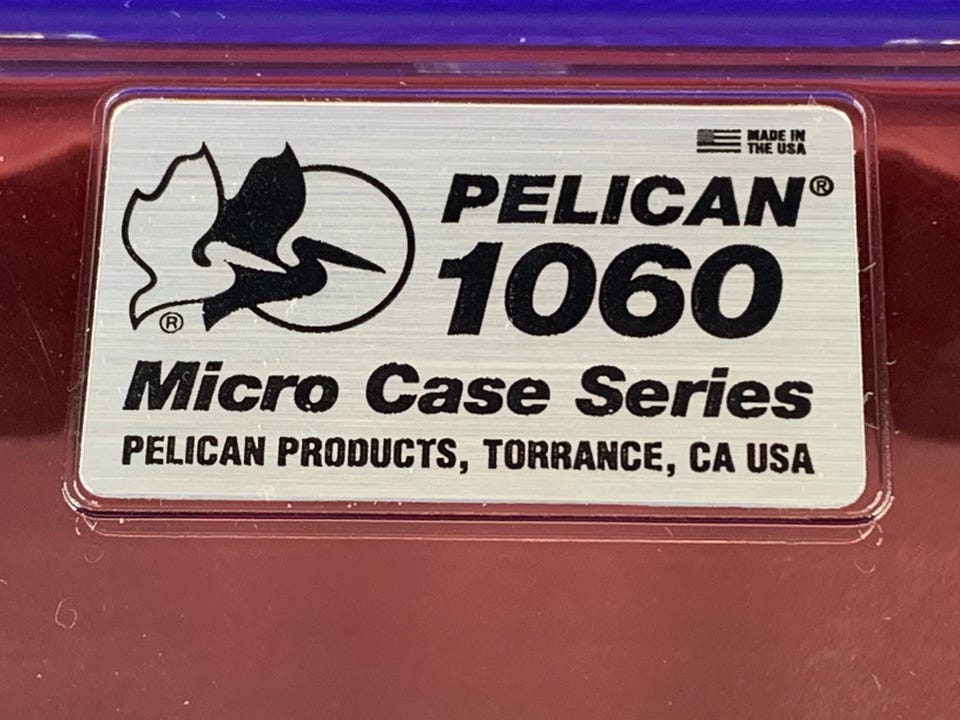 MADE IN
THE USA
PELICAN®
1060
®
Micro Case Series
PELICAN PRODUCTS, TORRANCE, CA USA